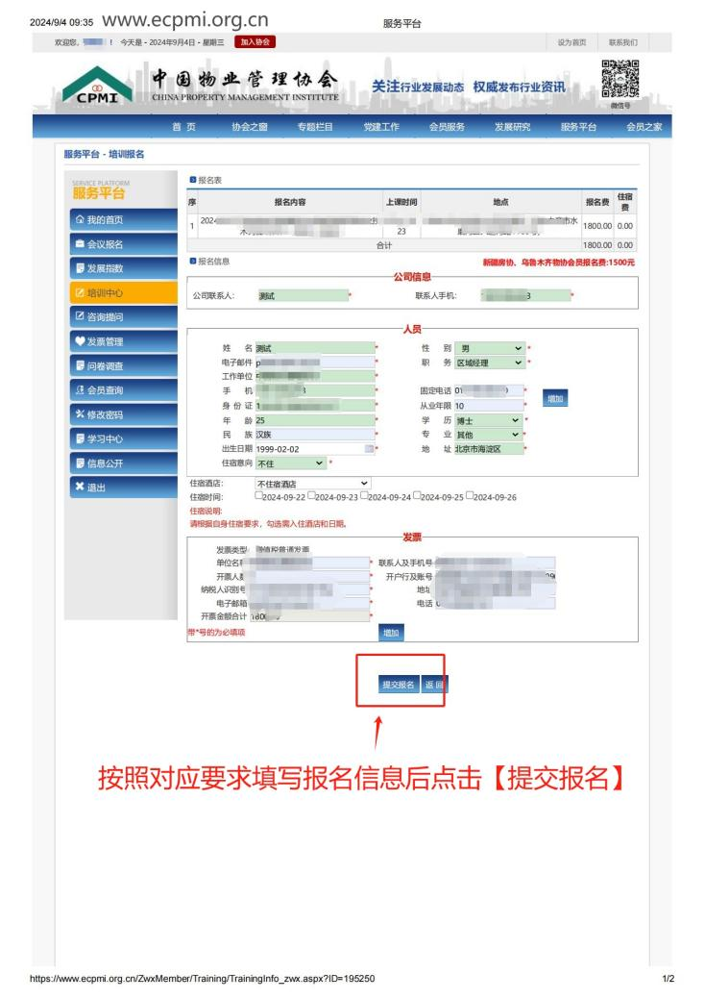 2024/9/4 09:35 www.ecpmi.org.cn 服务平台
欢迎您, ! 今天是 - 2024年9月4日 - 星期三 加入协会 设为首页 联系我们
CPMI 中国物业管理协会
CHINA PROPERTY MANAGEMENT INSTITUTE
关注行业发展动态 权威发布行业资讯
微信号
首 页 协会之窗 专题栏目 党建工作 会员服务 发展研究 服务平台 会员之家
服务平台 - 培训报名
SERVICE PLATFORM
服务平台
我的首页
会议报名
发展指数
培训中心
咨询提问
发票管理
问卷调查
会员查询
修改密码
学习中心
信息公开
退出
报名表
序 报名内容 上课时间 地点 报名费 住宿费
1 2024 23 1800.00 0.00
合计 1800.00 0.00
报名信息 新疆房协、乌鲁木齐物协会员报名费:1500元
公司信息
公司联系人: 测试 * 联系人手机: 3 *
人员
姓 名 测试 * 性 别 男 *
电子邮件 p * 职 务 区域经理 *
工作单位 *
手 机 3 * 固定电话 01 * 增加
身 份 证 1 * 从业年限 10 *
年 龄 25 * 学 历 博士 *
民 族 汉族 * 专 业 其他 *
出生日期 1999-02-02 * 地 址 北京市海淀区 *
住宿意向 不住 *
住宿酒店: 不住宿酒店
住宿时间: 2024-09-22 2024-09-23 2024-09-24 2024-09-25 2024-09-26
住宿说明:
请根据自身住宿要求，勾选需入住酒店和日期。
发票
发票类型 增值税普通发票
单位名称 * 联系人及手机号
开票人数 * 开户行及账号
纳税人识别号 * 地址
电子邮箱 * 电话 0
开票金额合计 1800 *
带*号的为必填项 增加
提交报名 返 回
按照对应要求填写报名信息后点击【提交报名】
https://www.ecpmi.org.cn/ZwxMember/Training/TrainingInfo_zwx.aspx?ID=195250 1/2